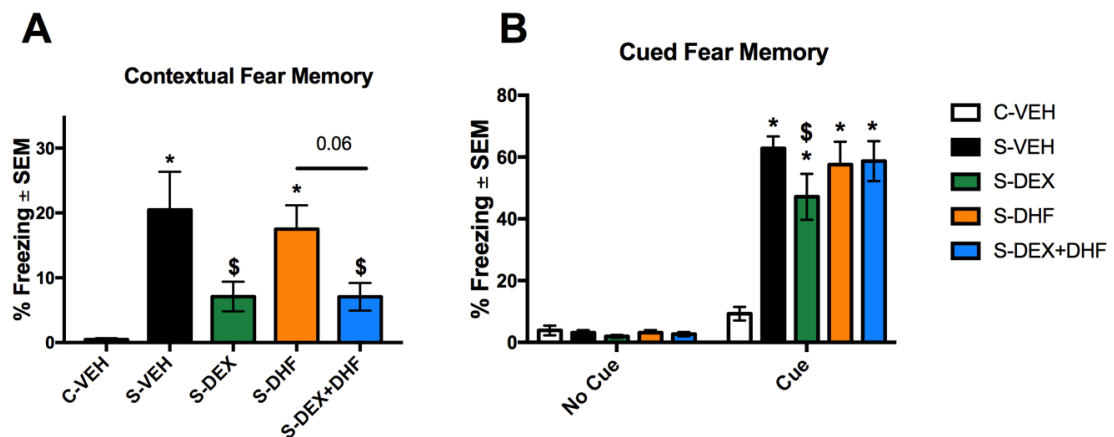 A
Contextual Fear Memory
% Freezing ± SEM
30
20
10
0
*
$
*
0.06
$
C-VEH
S-VEH
S-DEX
S-DHF
S-DEX+DHF
B
Cued Fear Memory
% Freezing ± SEM
80
60
40
20
0
*
$
*
*
*
No Cue
Cue
C-VEH
S-VEH
S-DEX
S-DHF
S-DEX+DHF